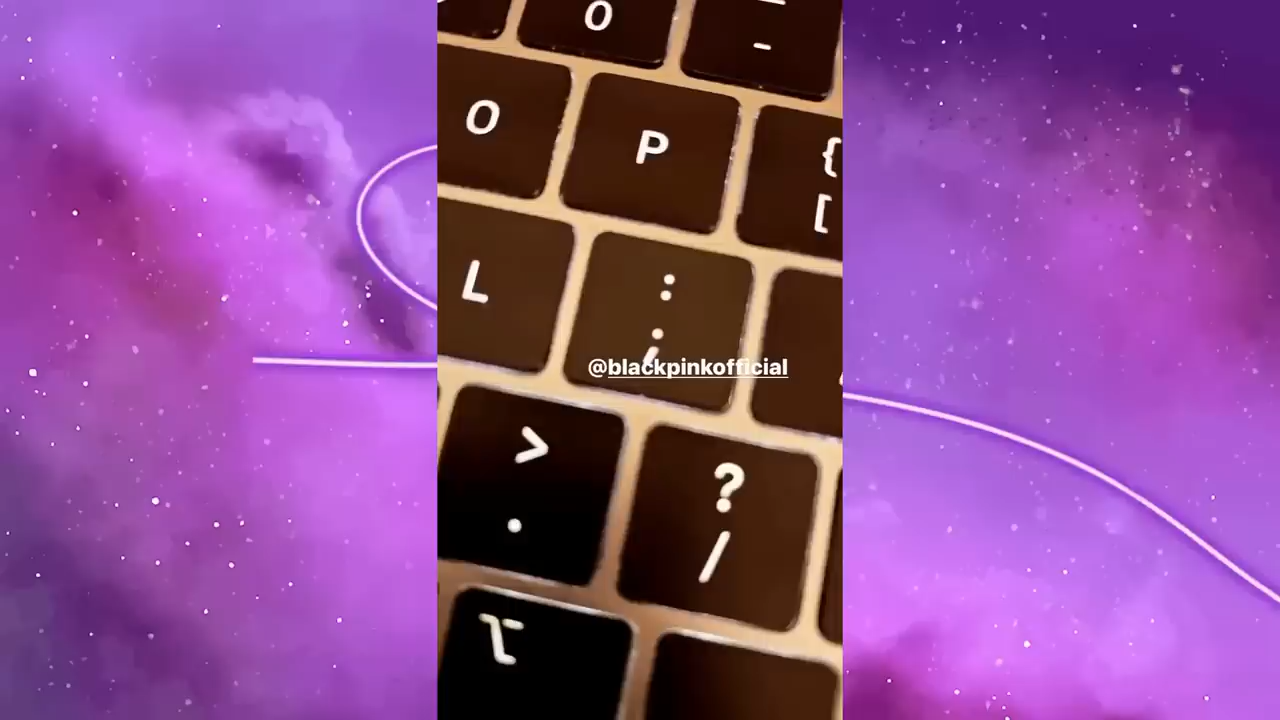 0
–
O
P
{
[
L
:
;
@blackpinkofficial
>
.
?
/
⌥